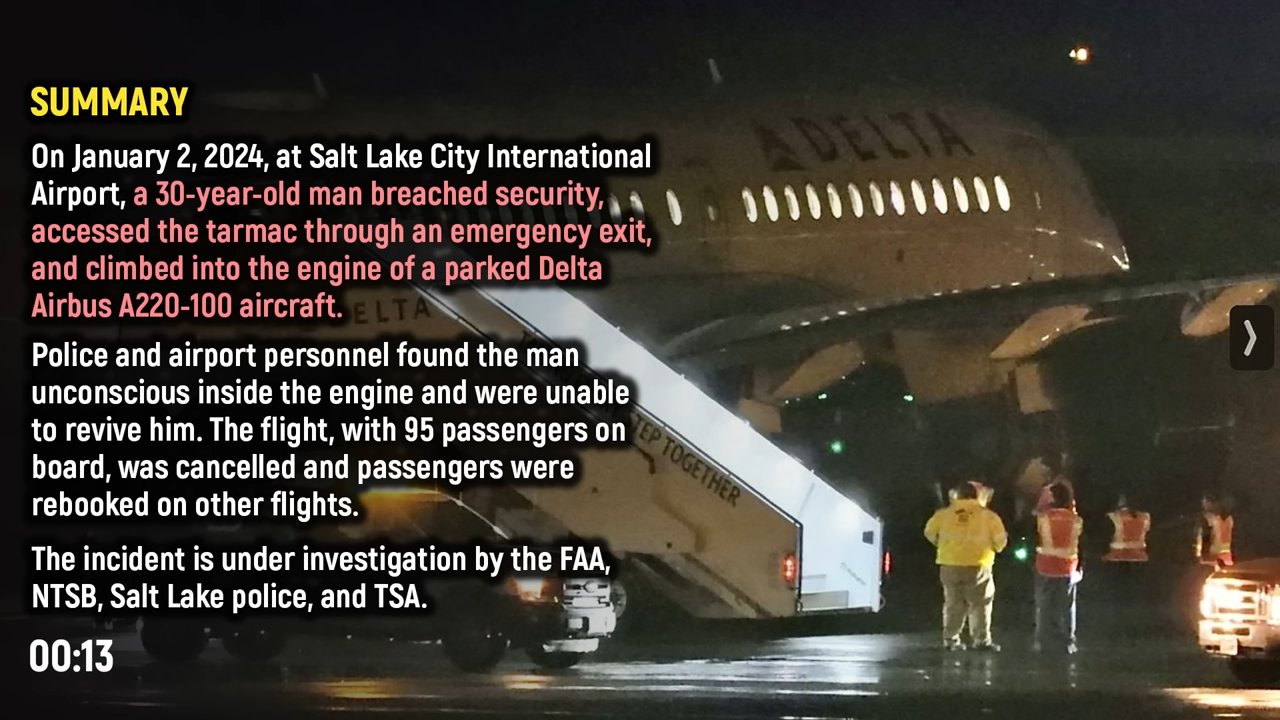 SUMMARY
On January 2, 2024, at Salt Lake City International
Airport, a 30-year-old man breached security,
accessed the tarmac through an emergency exit,
and climbed into the engine of a parked Delta
Airbus A220-100 aircraft.
Police and airport personnel found the man
unconscious inside the engine and were unable
to revive him. The flight, with 95 passengers on
board, was cancelled and passengers were
rebooked on other flights.
The incident is under investigation by the FAA,
NTSB, Salt Lake police, and TSA.
00:13
DELTA
DELTA
TOGETHER